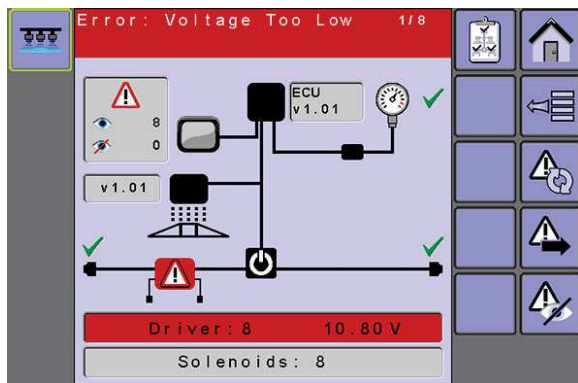 Error: Voltage Too Low 1/8
ECU
v1.01
8
0
v1.01
Driver: 8 10.80 V
Solenoids: 8